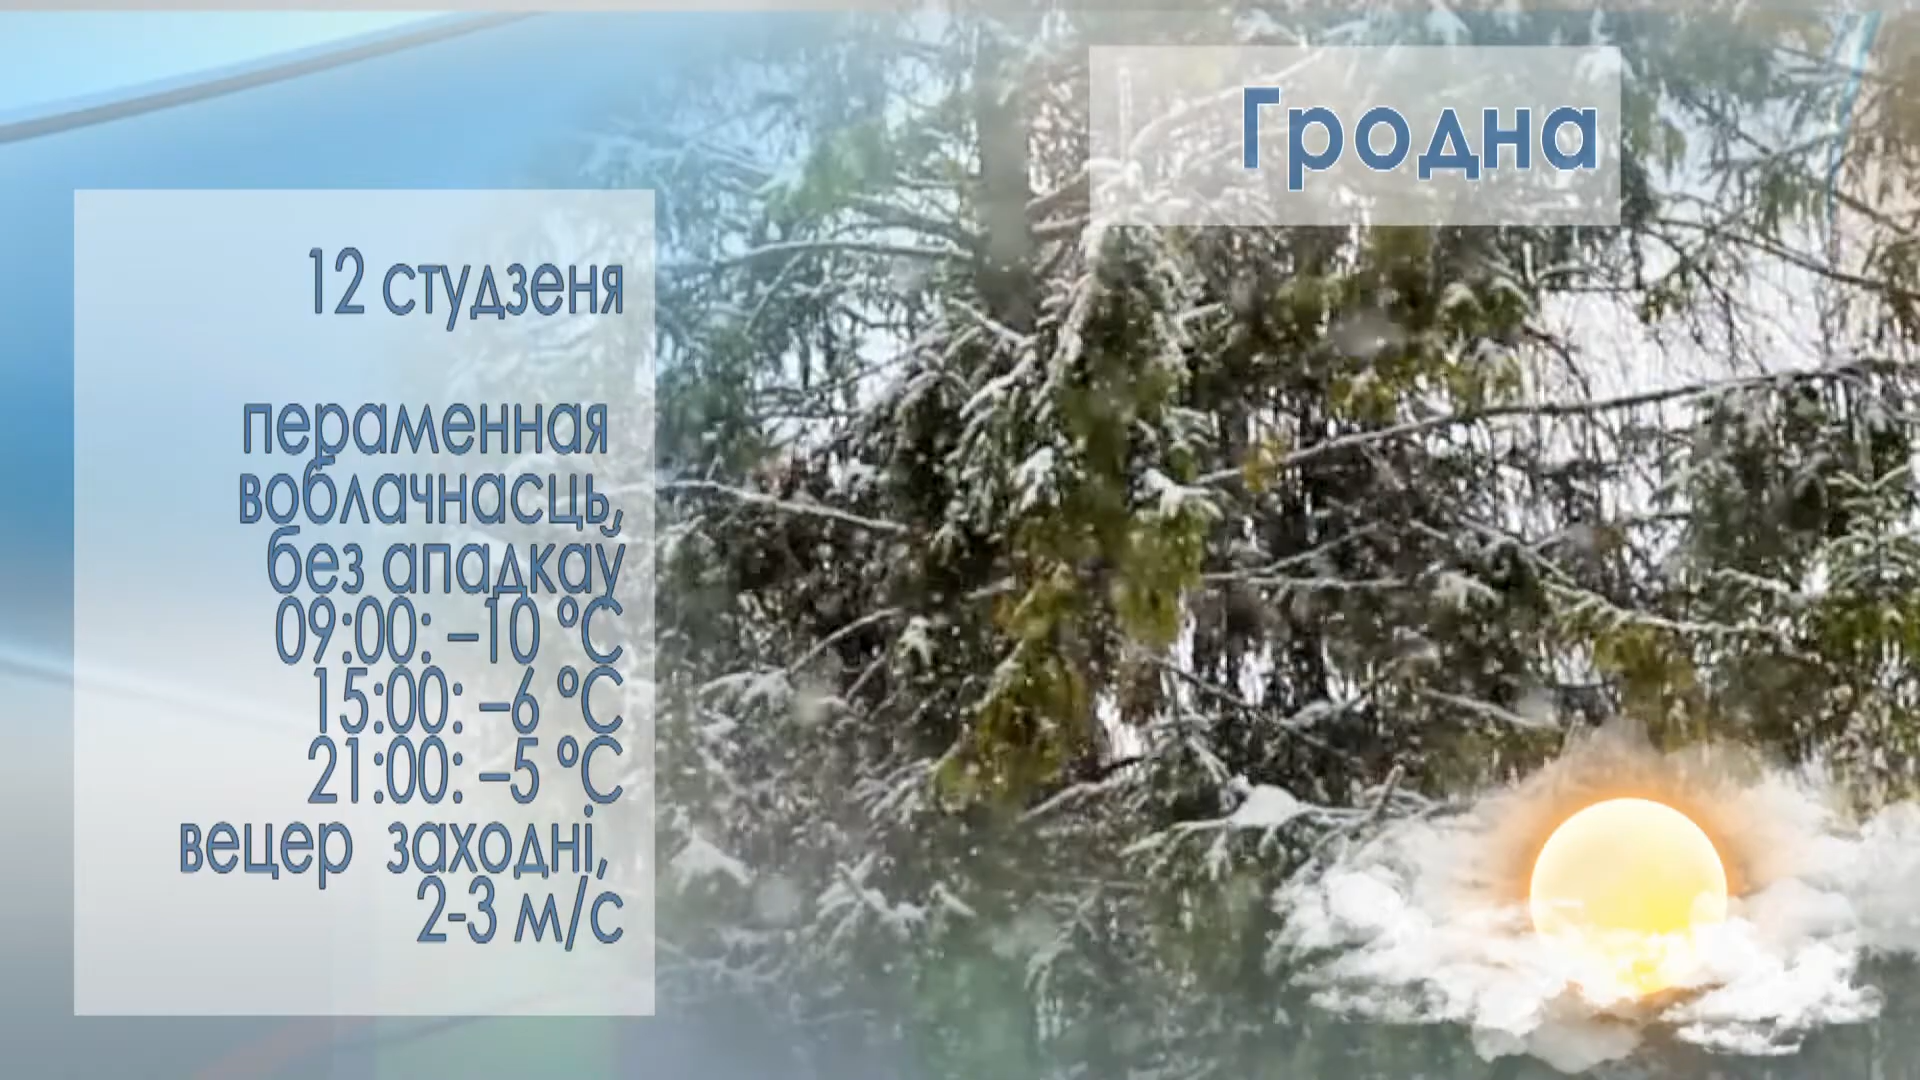 Гродна
12 студзеня
пераменная
воблачнасць,
без ападкаў
09:00: –10 °C
15:00: –6 °C
21:00: –5 °C
вецер заходні,
2-3 м/с